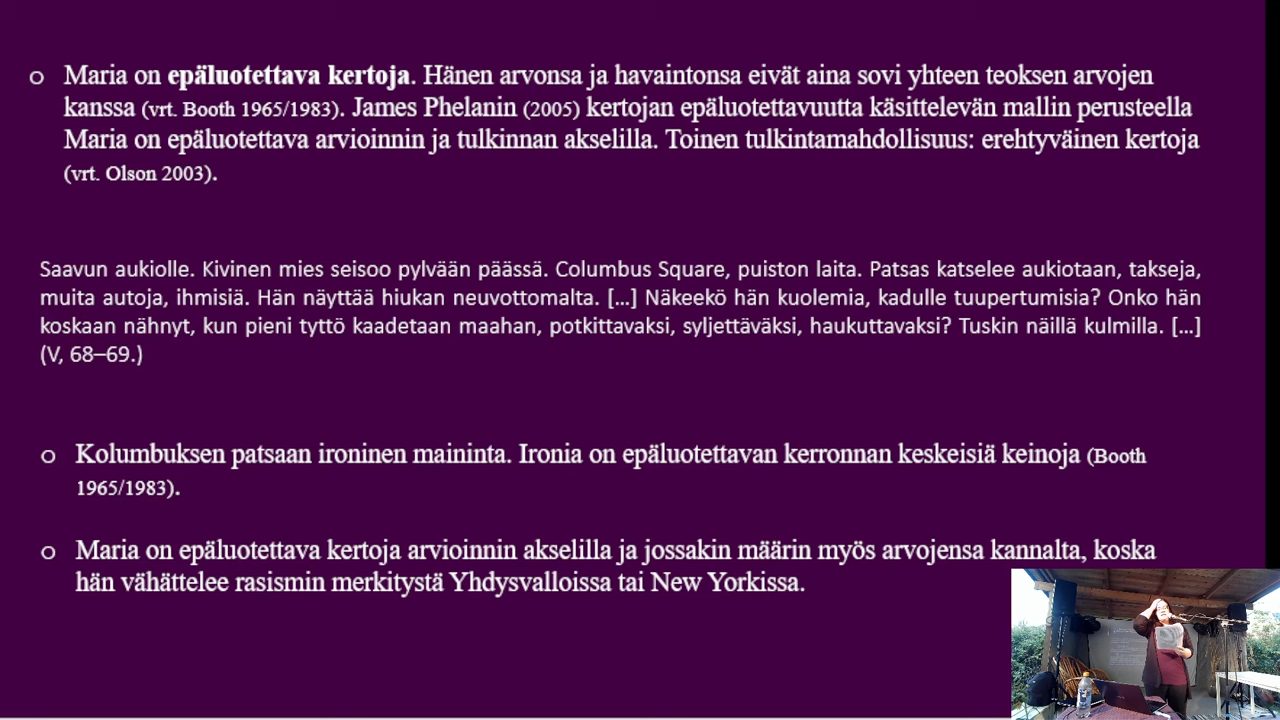 Maria on epäluotettava kertoja. Hänen arvonsa ja havaintonsa eivät aina sovi yhteen teoksen arvojen
kanssa (vrt. Booth 1965/1983). James Phelanin (2005) kertojan epäluotettavuutta käsittelevän mallin perusteella
Maria on epäluotettava arvioinnin ja tulkinnan akselilla. Toinen tulkintamahdollisuus: erehtyväinen kertoja
(vrt. Olson 2003).
Saavun aukiolle. Kivinen mies seisoo pylvään päässä. Columbus Square, puiston laita. Patsas katselee aukiotaan, takseja,
muita autoja, ihmisiä. Hän näyttää hiukan neuvottomalta. […] Näkeekö hän kuolemia, kadulle tuupertumisia? Onko hän
koskaan nähnyt, kun pieni tyttö kaadetaan maahan, potkittavaksi, syljettäväksi, haukuttavaksi? Tuskin näillä kulmilla. […]
(V, 68–69.)
Kolumbuksen patsaan ironinen maininta. Ironia on epäluotettavan kerronnan keskeisiä keinoja (Booth
1965/1983).
Maria on epäluotettava kertoja arvioinnin akselilla ja jossakin määrin myös arvojensa kannalta, koska
hän vähättelee rasismin merkitystä Yhdysvalloissa tai New Yorkissa.